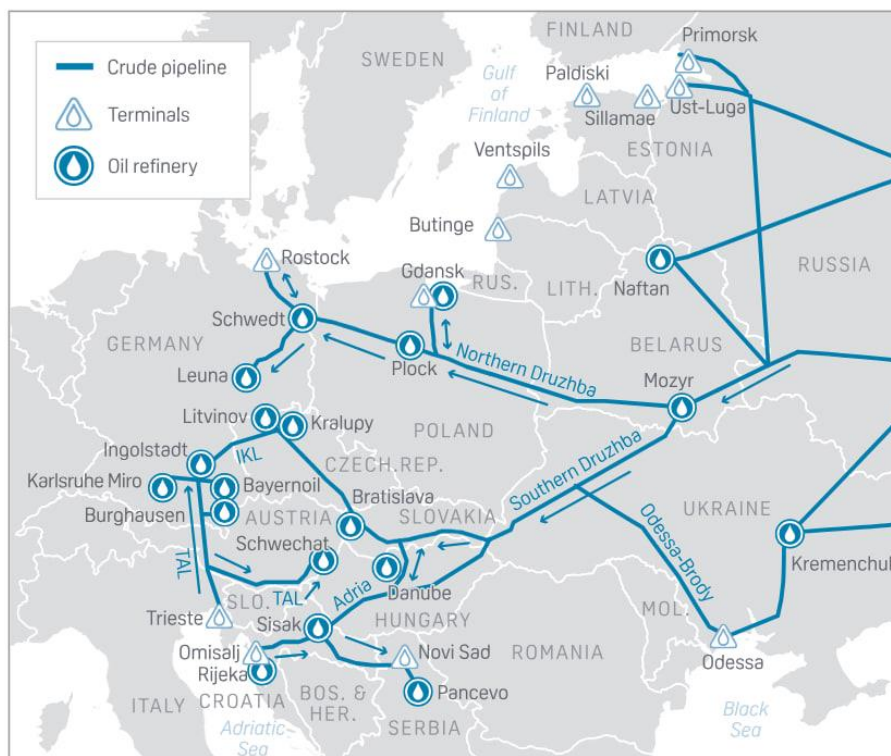 Crude pipeline
Terminals
Oil refinery
FINLAND
SWEDEN
Primorsk
Gulf
of
Finland
Paldiski
Sillamae
Ust-Luga
ESTONIA
Ventspils
LATVIA
Butinge
RUSSIA
Rostock
Gdansk
RUS.
LITH.
Naftan
Schwedt
GERMANY
BELARUS
Plock
Northern Druzhba
Mozyr
Leuna
Litvinov
Kralupy
POLAND
Ingolstadt
IKL
CZECH.REP.
Southern Druzhba
Karlsruhe Miro
Bayernoil
Bratislava
UKRAINE
Burghausen
AUSTRIA
SLOVAKIA
Odessa-Brody
Schwechat
Kremenchuk
TAL
SLO.
TAL
Adria
Danube
MOL.
Trieste
Sisak
HUNGARY
Omisalj
Novi Sad
ROMANIA
Odessa
Rijeka
ITALY
CROATIA
BOS. &
HER.
Pancevo
SERBIA
Adriatic
Sea
Black
Sea